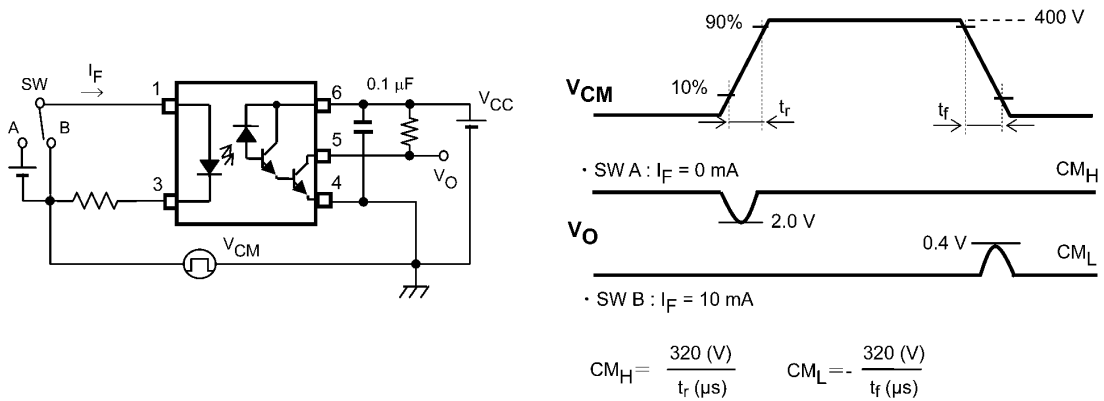 SW
I_F
A
B
1
3
6
5
4
0.1 μF
V_CC
V_O
V_CM
90%
10%
400 V
V_CM
t_r
t_f
・SW A : I_F = 0 mA
CM_H
2.0 V
V_O
0.4 V
CM_L
・SW B : I_F = 10 mA
CM_H = 320 (V) / t_r (μs)
CM_L = - 320 (V) / t_f (μs)